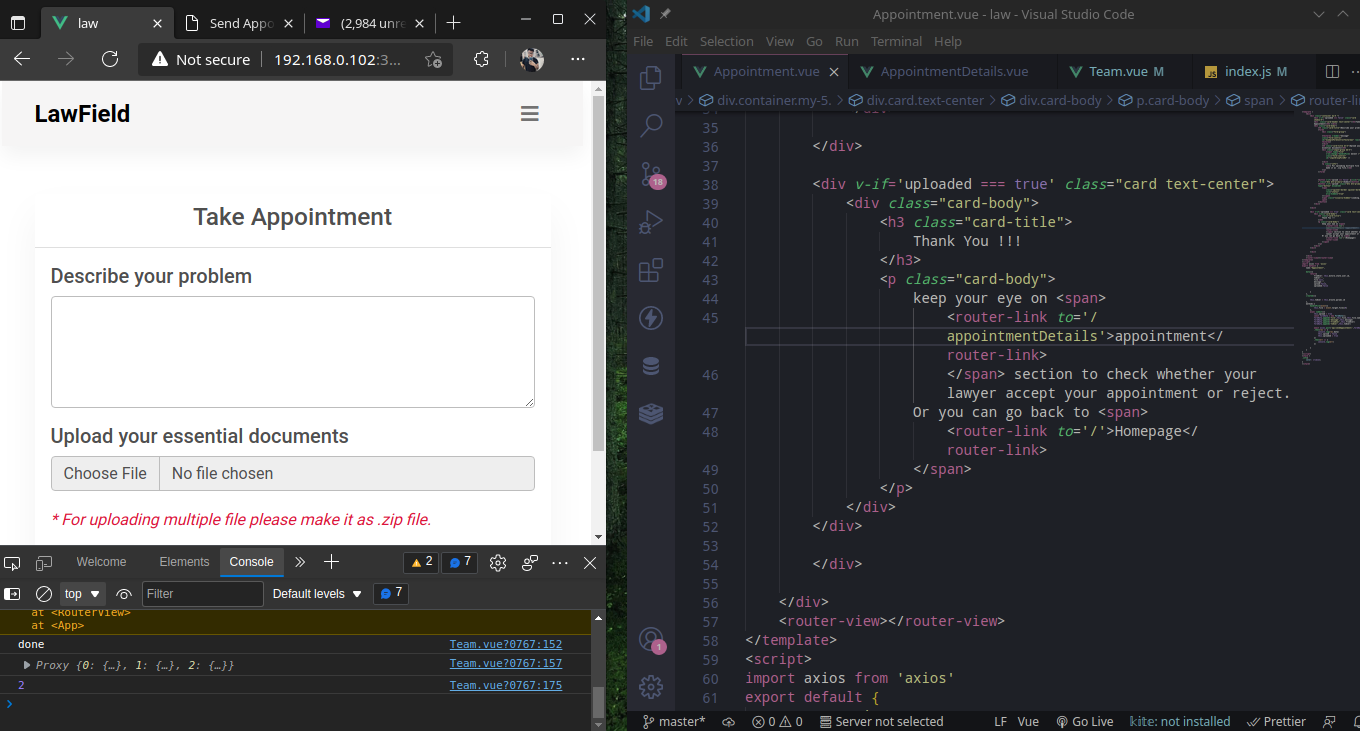 law
Send Appo
(2,984 unre
Not secure
192.168.0.102:3...
LawField
Take Appointment
Describe your problem
Upload your essential documents
Choose File No file chosen
* For uploading multiple file please make it as .zip file.
Welcome
Elements
Console
2
7
top
Filter
Default levels
7
at <RouterView>
at <App>
done Team.vue?0767:152
Proxy {0: {…}, 1: {…}, 2: {…}} Team.vue?0767:157
2 Team.vue?0767:175
Appointment.vue - law - Visual Studio Code
File Edit Selection View Go Run Terminal Help
Appointment.vue
AppointmentDetails.vue
Team.vue M
JS index.js M
v > div.container.my-5. > div.card.text-center > div.card-body > p.card-body > span > router-li
18
1
35
36 </div>
37
38 <div v-if='uploaded === true' class="card text-center">
39 <div class="card-body">
40 <h3 class="card-title">
41 Thank You !!!
42 </h3>
43 <p class="card-body">
44 keep your eye on <span>
45 <router-link to='/
appointmentDetails'>appointment</
router-link>
46 </span> section to check whether your
lawyer accept your appointment or reject.
47 Or you can go back to <span>
48 <router-link to='/'>Homepage</
router-link>
49 </span>
50 </p>
51 </div>
52 </div>
53
54 </div>
55
56 </div>
57 <router-view></router-view>
58 </template>
59 <script>
60 import axios from 'axios'
61 export default {
master* 0 0 Server not selected LF Vue Go Live kite: not installed Prettier